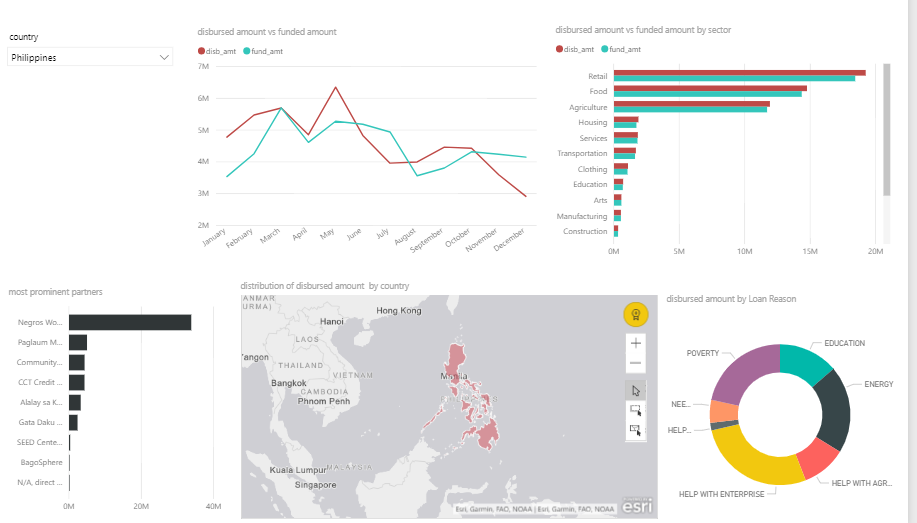 country
Philippines
disbursed amount vs funded amount
disb_amt fund_amt
7M
6M
5M
4M
3M
2M
January
February
March
April
May
June
July
August
September
October
November
December
disbursed amount vs funded amount by sector
disb_amt fund_amt
Retail
Food
Agriculture
Housing
Services
Transportation
Clothing
Education
Arts
Manufacturing
Construction
0M 5M 10M 15M 20M
most prominent partners
Negros Wo...
Paglaum M...
Community...
CCT Credit ...
Alalay sa K...
Gata Daku ...
SEED Cente...
BagoSphere
N/A, direct ...
0M 20M 40M
distribution of disbursed amount by country
ANMAR
URMA)
Hong Kong
Hanoi
LAOS
'angon
THAILAND
VIETNAM
Manila
Bangkok
CAMBODIA
Phnom Penh
Kuala Lumpur
MALAYSIA
Singapore
Esri, Garmin, FAO, NOAA | Esri, Garmin, FAO, NOAA
esri
disbursed amount by Loan Reason
EDUCATION
ENERGY
HELP WITH AGR...
HELP WITH ENTERPRISE
HELP...
NEE...
POVERTY